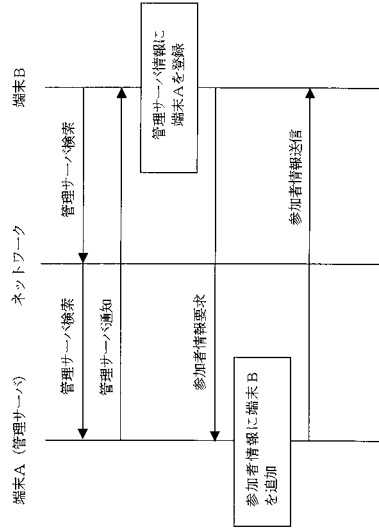 端末A (管理サーバ)
ネットワーク
端末B
管理サーバ検索
管理サーバ検索
管理サーバ通知
管理サーバ情報に
端末Aを登録
参加者情報要求
参加者情報に端末B
を追加
参加者情報送信